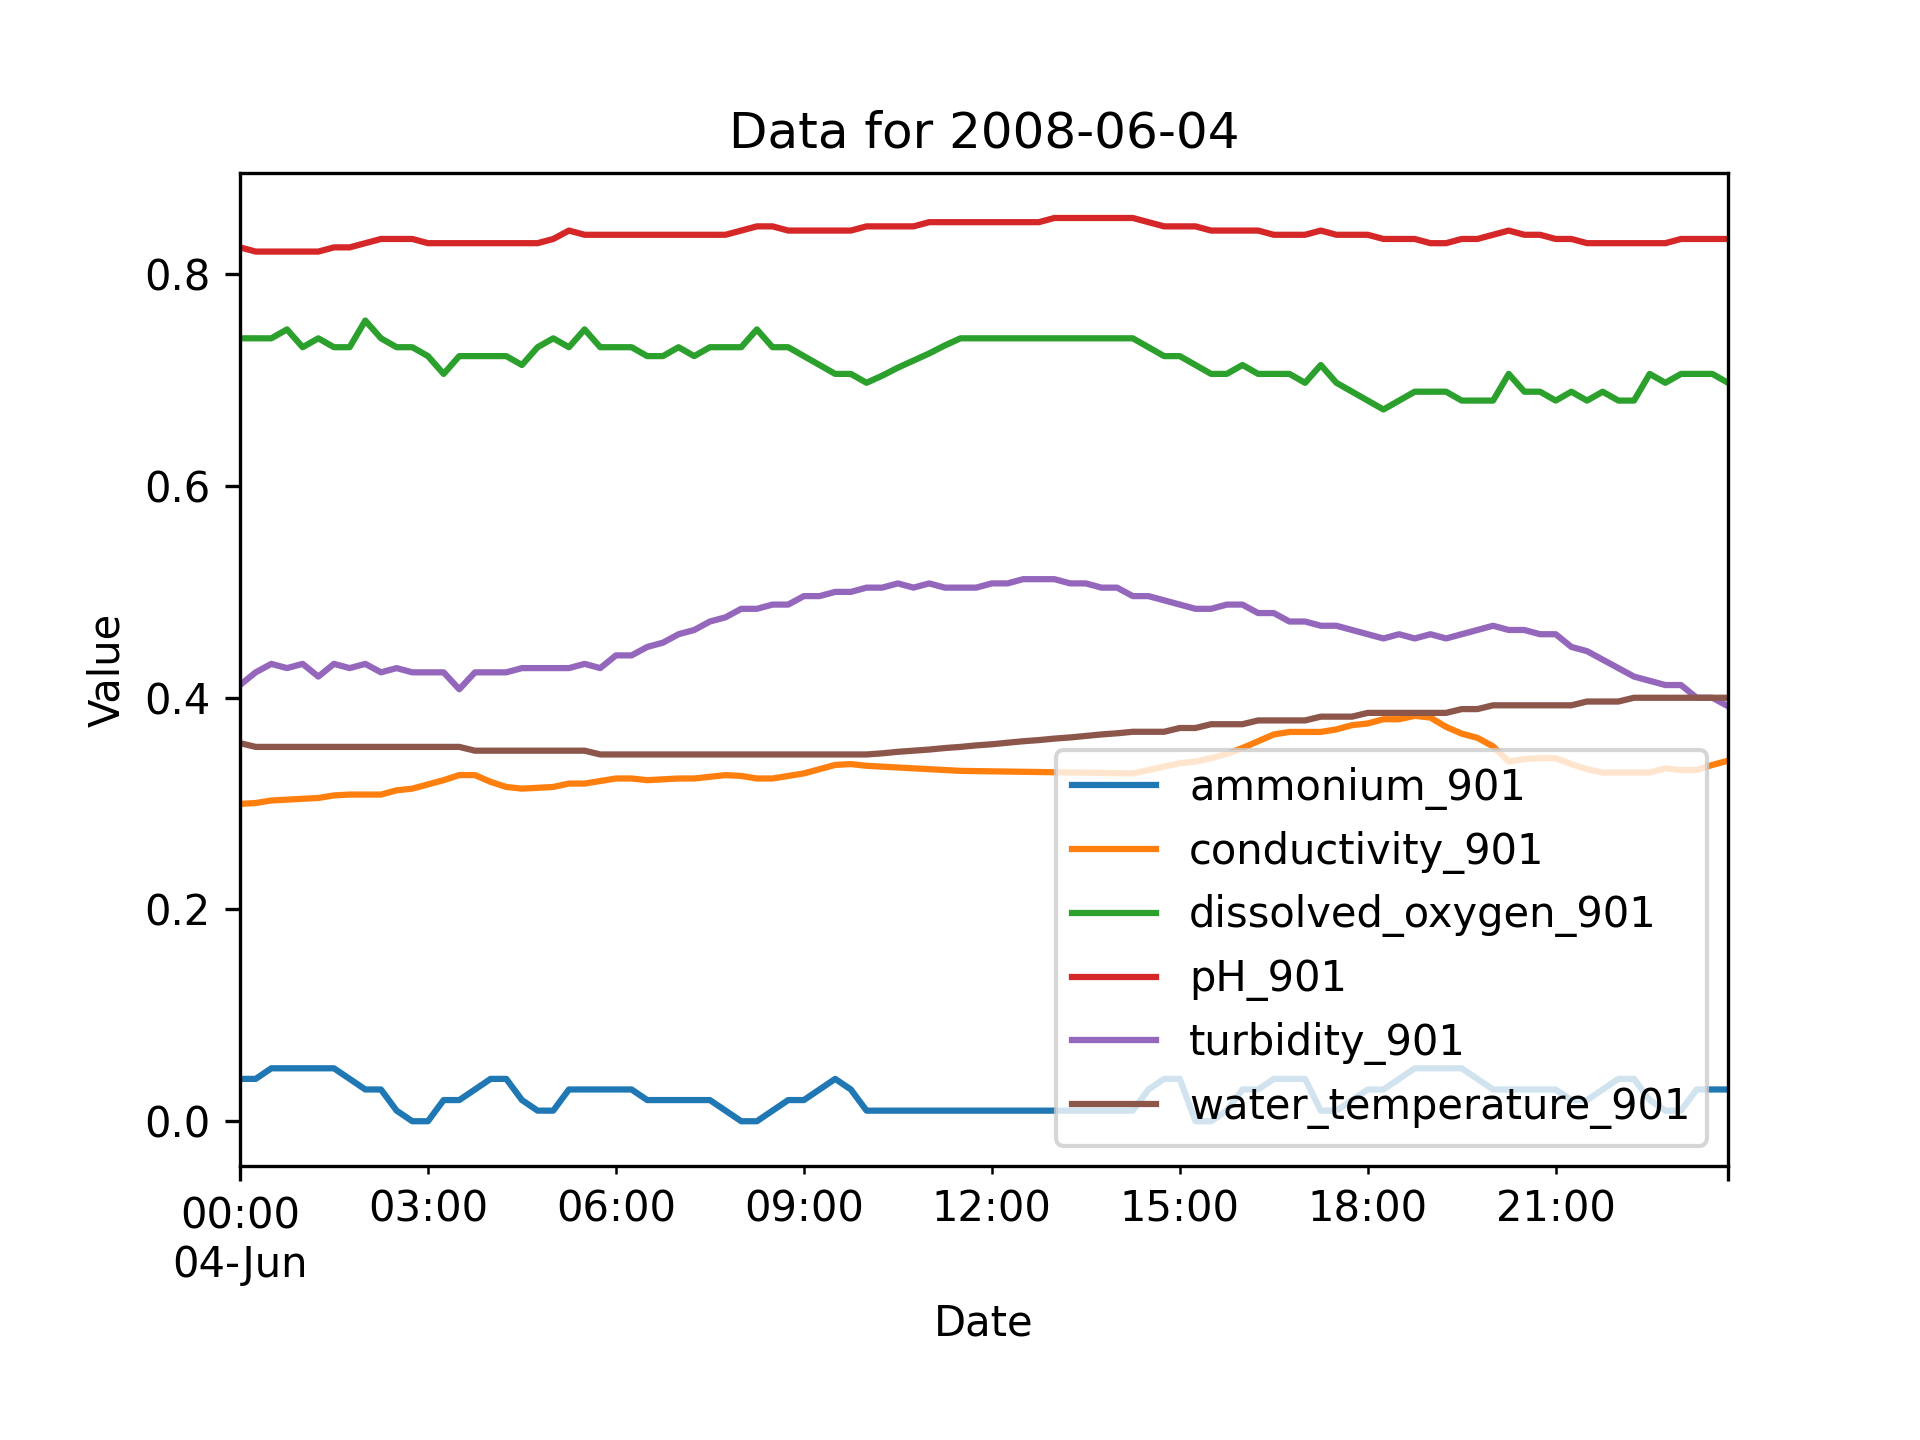 Data for 2008-06-04
Value
0.8
0.6
0.4
0.2
0.0
ammonium_901
conductivity_901
dissolved_oxygen_901
pH_901
turbidity_901
water_temperature_901
00:00 03:00 06:00 09:00 12:00 15:00 18:00 21:00
04-Jun
Date